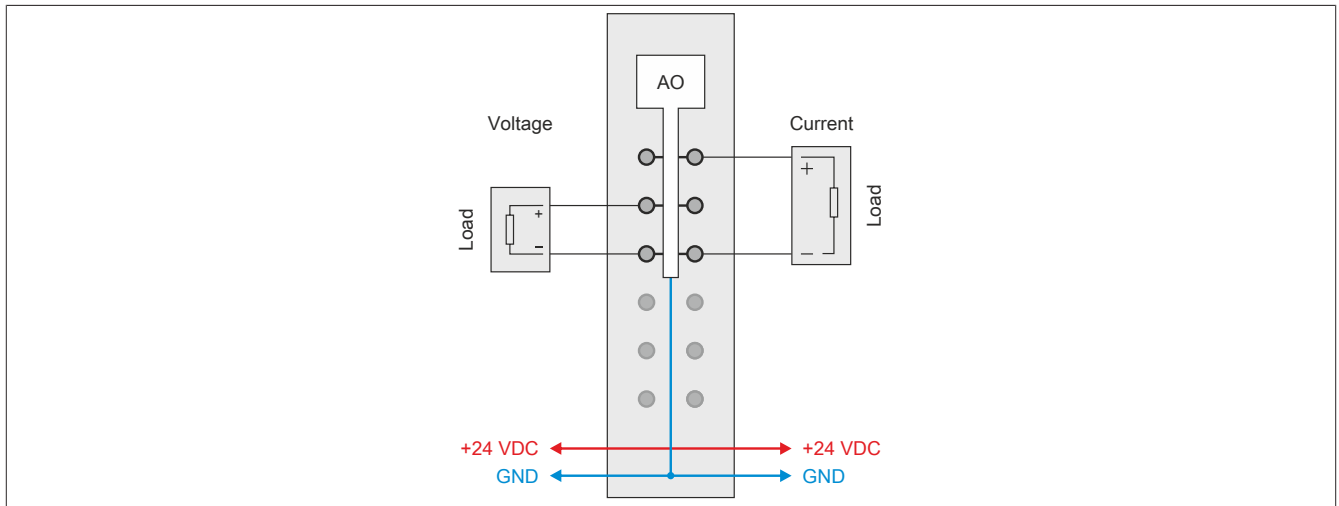 AO
Voltage
Current
+
Load
+
-
Load
-
+24 VDC
+24 VDC
GND
GND